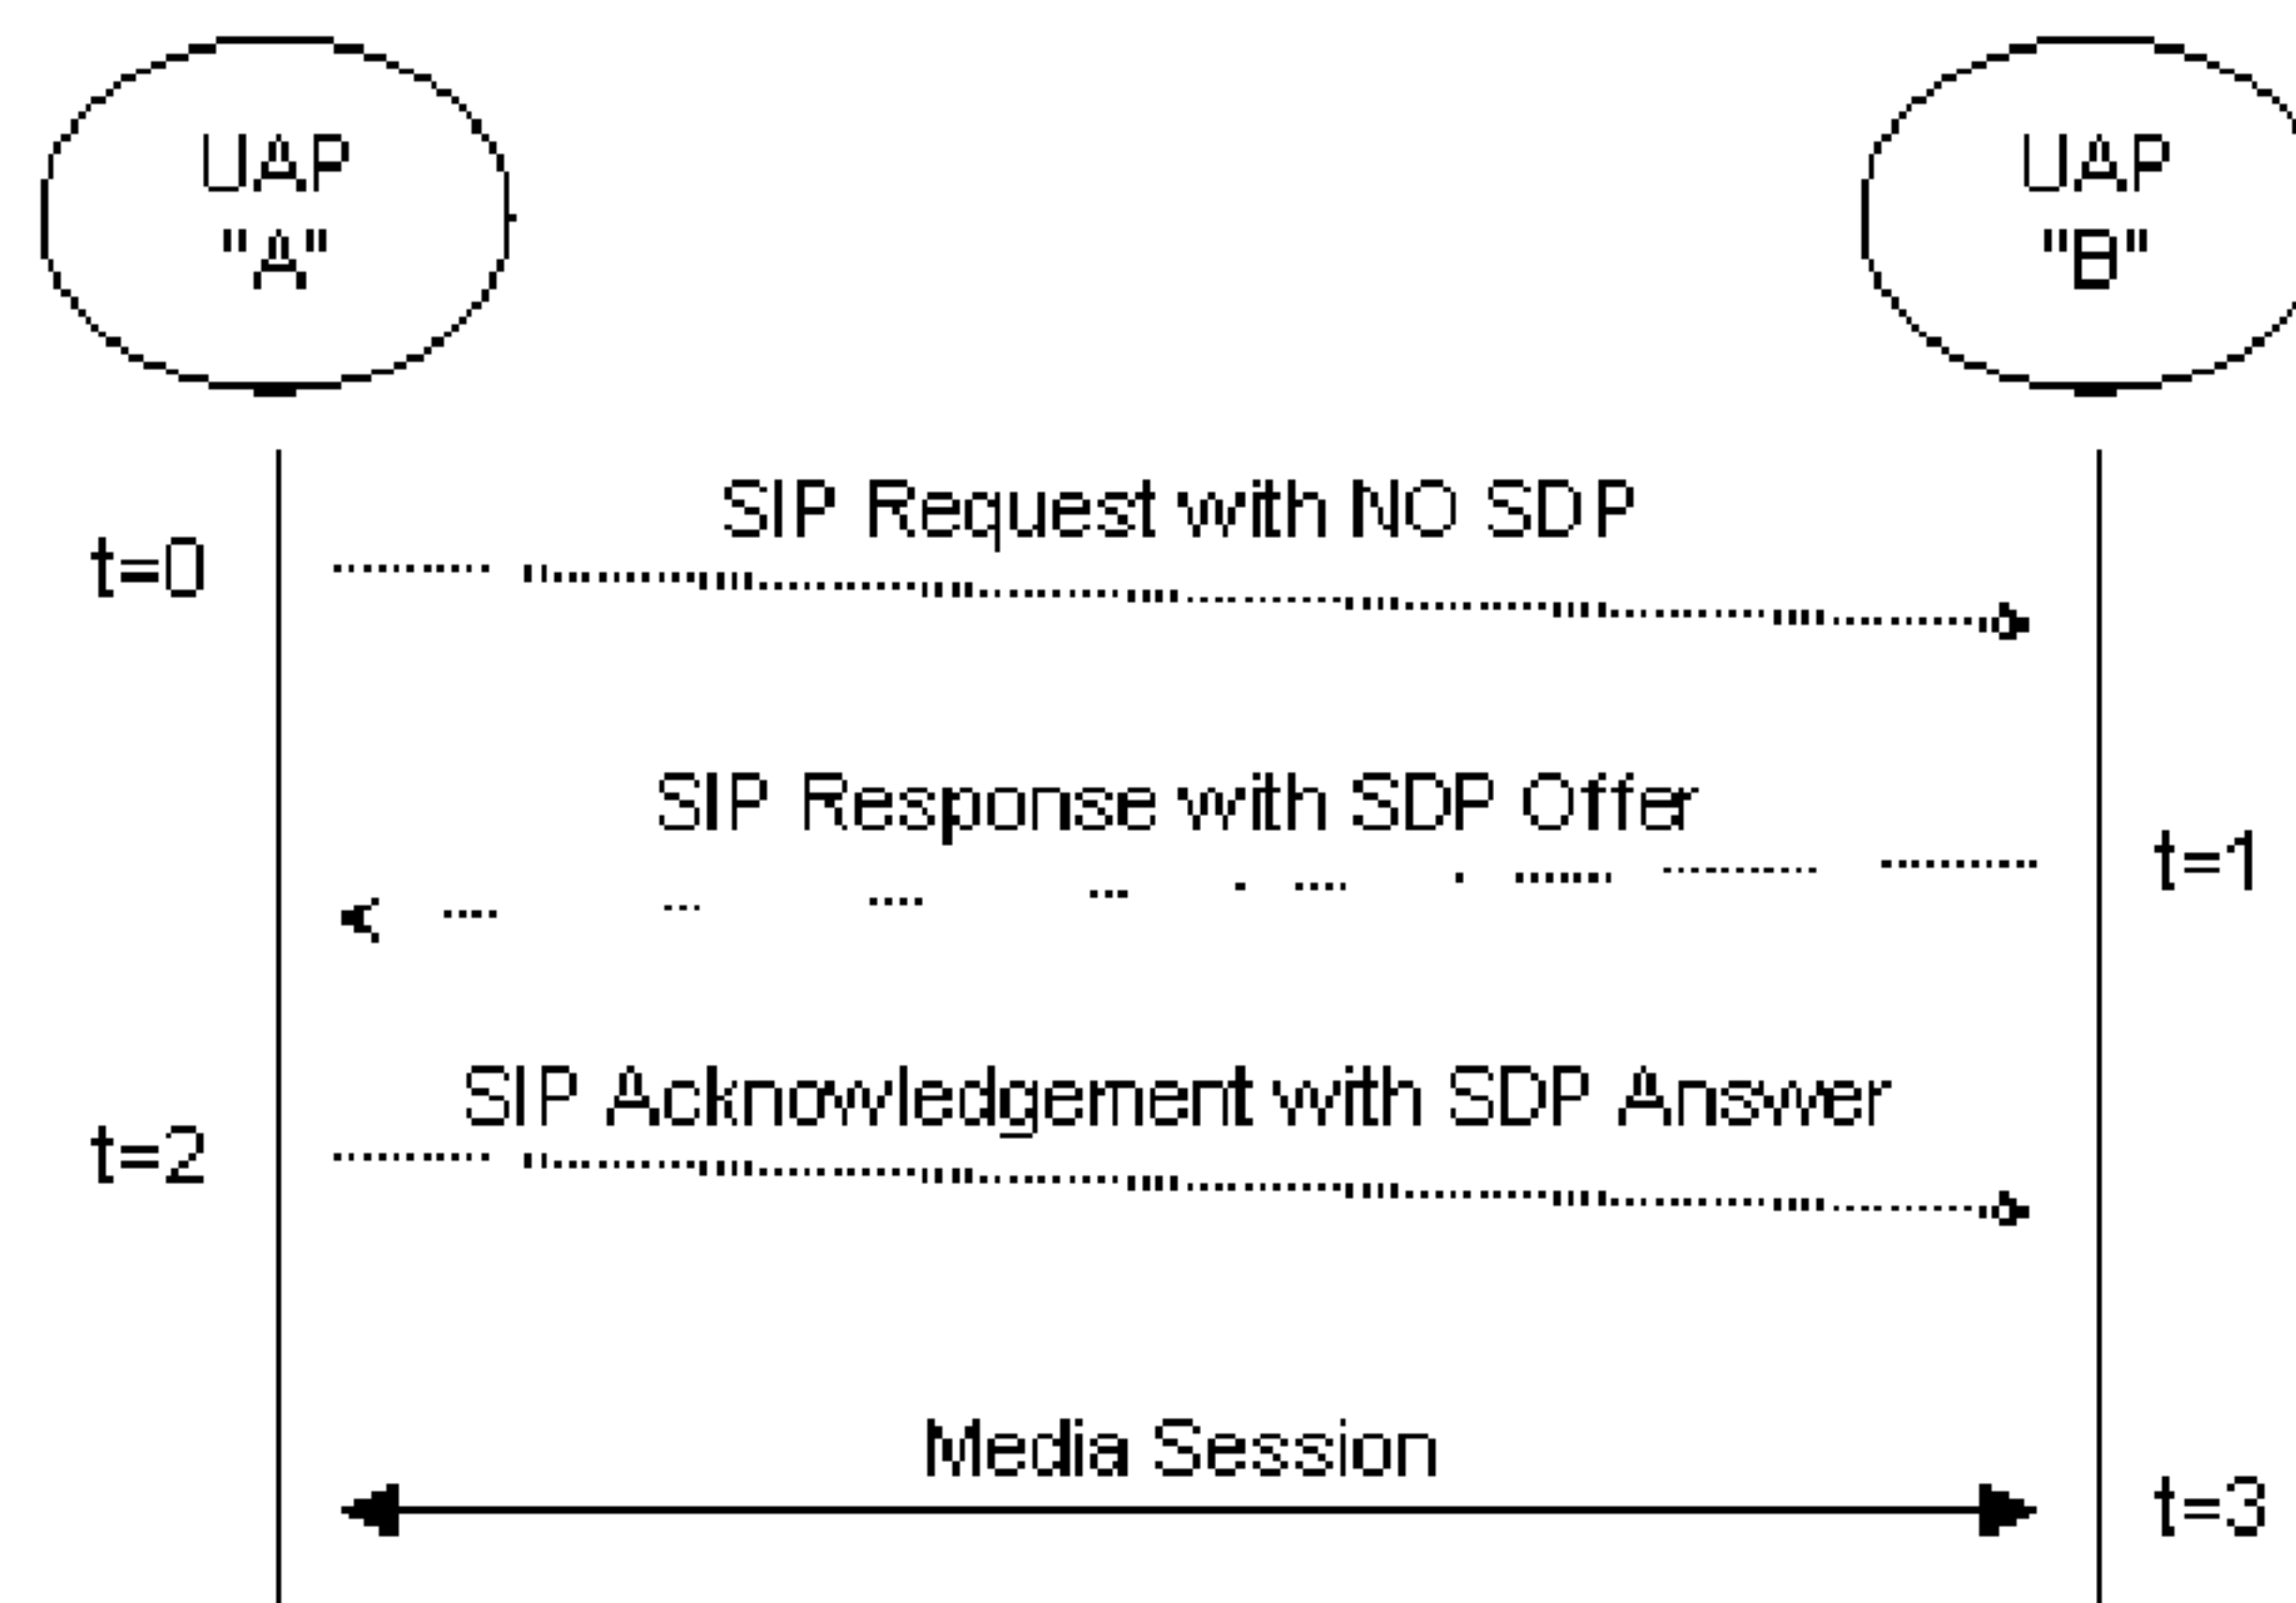 UAP
"A"
UAP
"B"
SIP Request with NO SDP
t=0
SIP Response with SDP Offer
t=1
SIP Acknowledgement with SDP Answer
t=2
Media Session
t=3